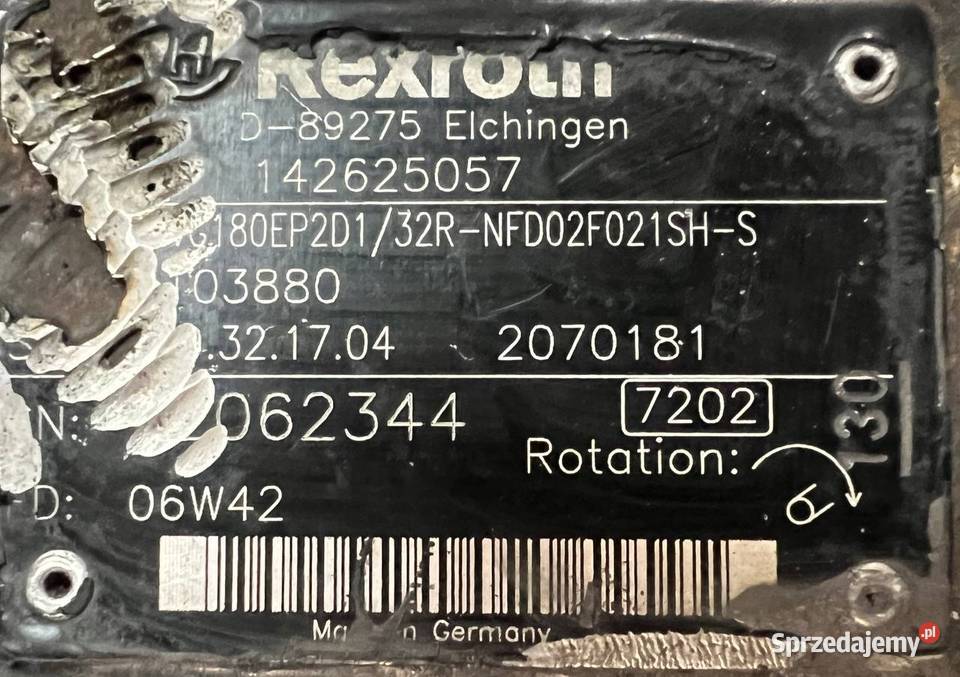 Rexroth
D-89275 Elchingen
142625057
VG180EP2D1/32R-NFD02F021SH-S
03880
.32.17.04 2070181
N: 062344 7202
Rotation:
D: 06W42
130
Germany
Sprzedajemy.pl